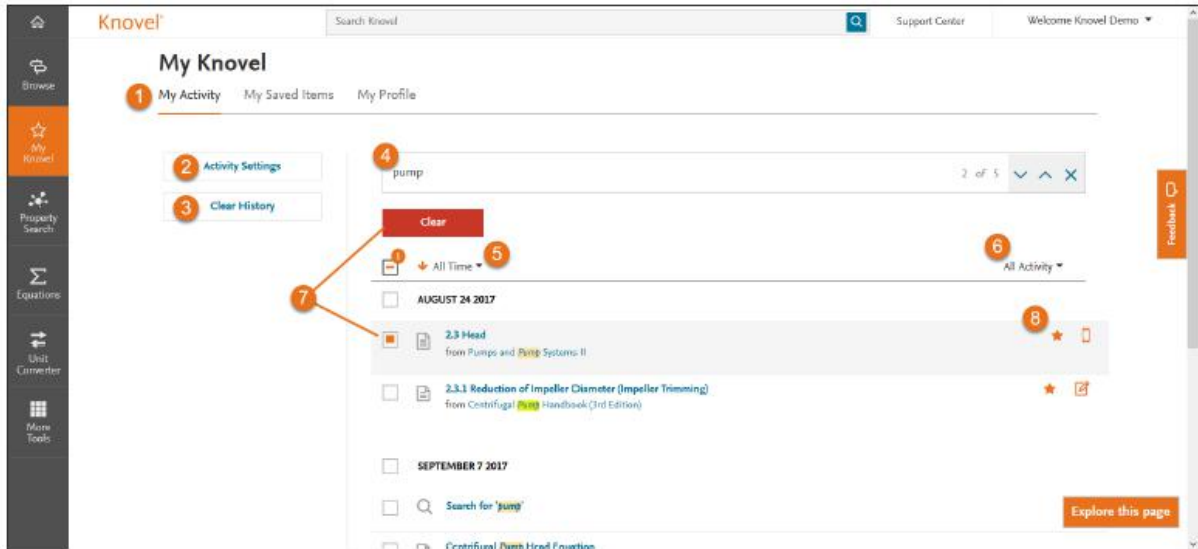 Knovel
Search Knovel
Support Center
Welcome Knovel Demo
Browse
My Knovel
Property Search
Equations
Unit Converter
More Tools
My Knovel
1 My Activity My Saved Items My Profile
2 Activity Settings
3 Clear History
4
pump 2 of 5
Clear
1
All Time 5
6
All Activity
7
AUGUST 24 2017
8
2.3 Head
from Pumps and Pump Systems II
2.3.1 Reduction of Impeller Diameter (Impeller Trimming)
from Centrifugal Pump Handbook (3rd Edition)
SEPTEMBER 7 2017
Search for 'pump'
Centrifugal Pump Head Equation
Feedback
Explore this page